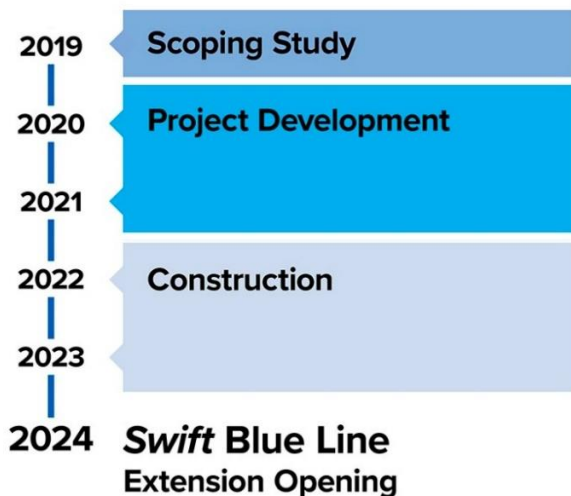 2019 Scoping Study
2020 Project Development
2021
2022 Construction
2023
2024 Swift Blue Line
Extension Opening